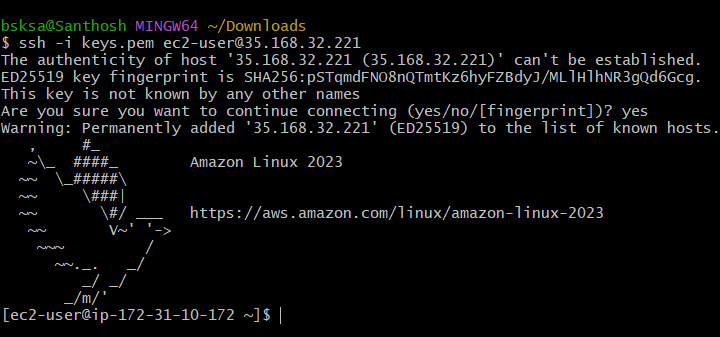 bsksa@Santhosh MINGW64 ~/Downloads
$ ssh -i keys.pem ec2-user@35.168.32.221
The authenticity of host '35.168.32.221 (35.168.32.221)' can't be established.
ED25519 key fingerprint is SHA256:pSTqmdFNO8nQTmtKz6hyFZBdyJ/MLlHlhNR3gQd6Gcg.
This key is not known by any other names
Are you sure you want to continue connecting (yes/no/[fingerprint])? yes
Warning: Permanently added '35.168.32.221' (ED25519) to the list of known hosts.
   ,     #_
   ~\_  ####_        Amazon Linux 2023
  ~~  \_#####\
  ~~     \###|
  ~~       \#/ ___   https://aws.amazon.com/linux/amazon-linux-2023
   ~~       V~' '->
    ~~~         /
      ~~._.   _/
         _/ _/
       _/m/'
[ec2-user@ip-172-31-10-172 ~]$